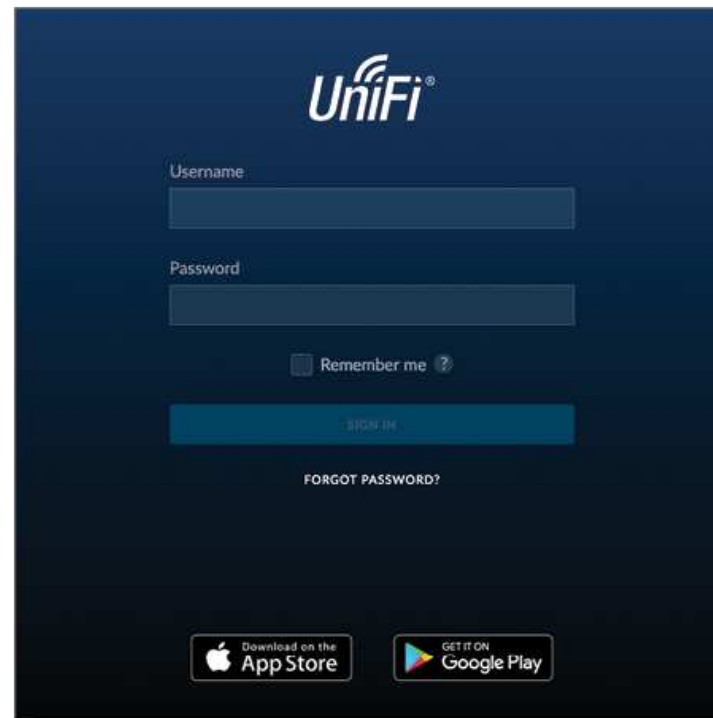 UniFi®
Username
Password
Remember me ?
SIGN IN
FORGOT PASSWORD?
Download on the
App Store
GET IT ON
Google Play